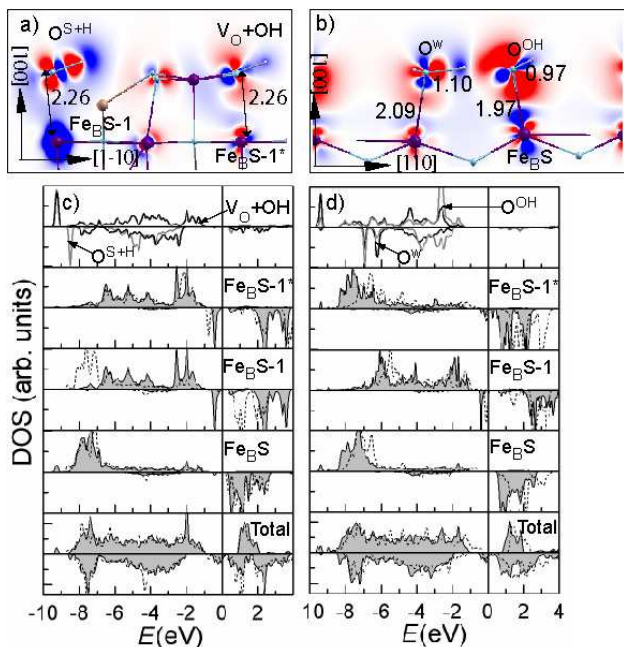 a) O^S+H V_O+OH
[001] 2.26 2.26
Fe_BS-1 Fe_BS-1*
[1-10]
b) O^w O^OH
[001] 1.10 0.97
2.09 1.97
[110] Fe_BS
c) V_O+OH
O^S+H
Fe_BS-1*
Fe_BS-1
Fe_BS
Total
-10 -8 -6 -4 -2 0 2
E(eV)
d) O^OH
O^w
Fe_BS-1*
Fe_BS-1
Fe_BS
Total
10 -8 -6 -4 -2 0 2 4
E(eV)
DOS (arb. units)